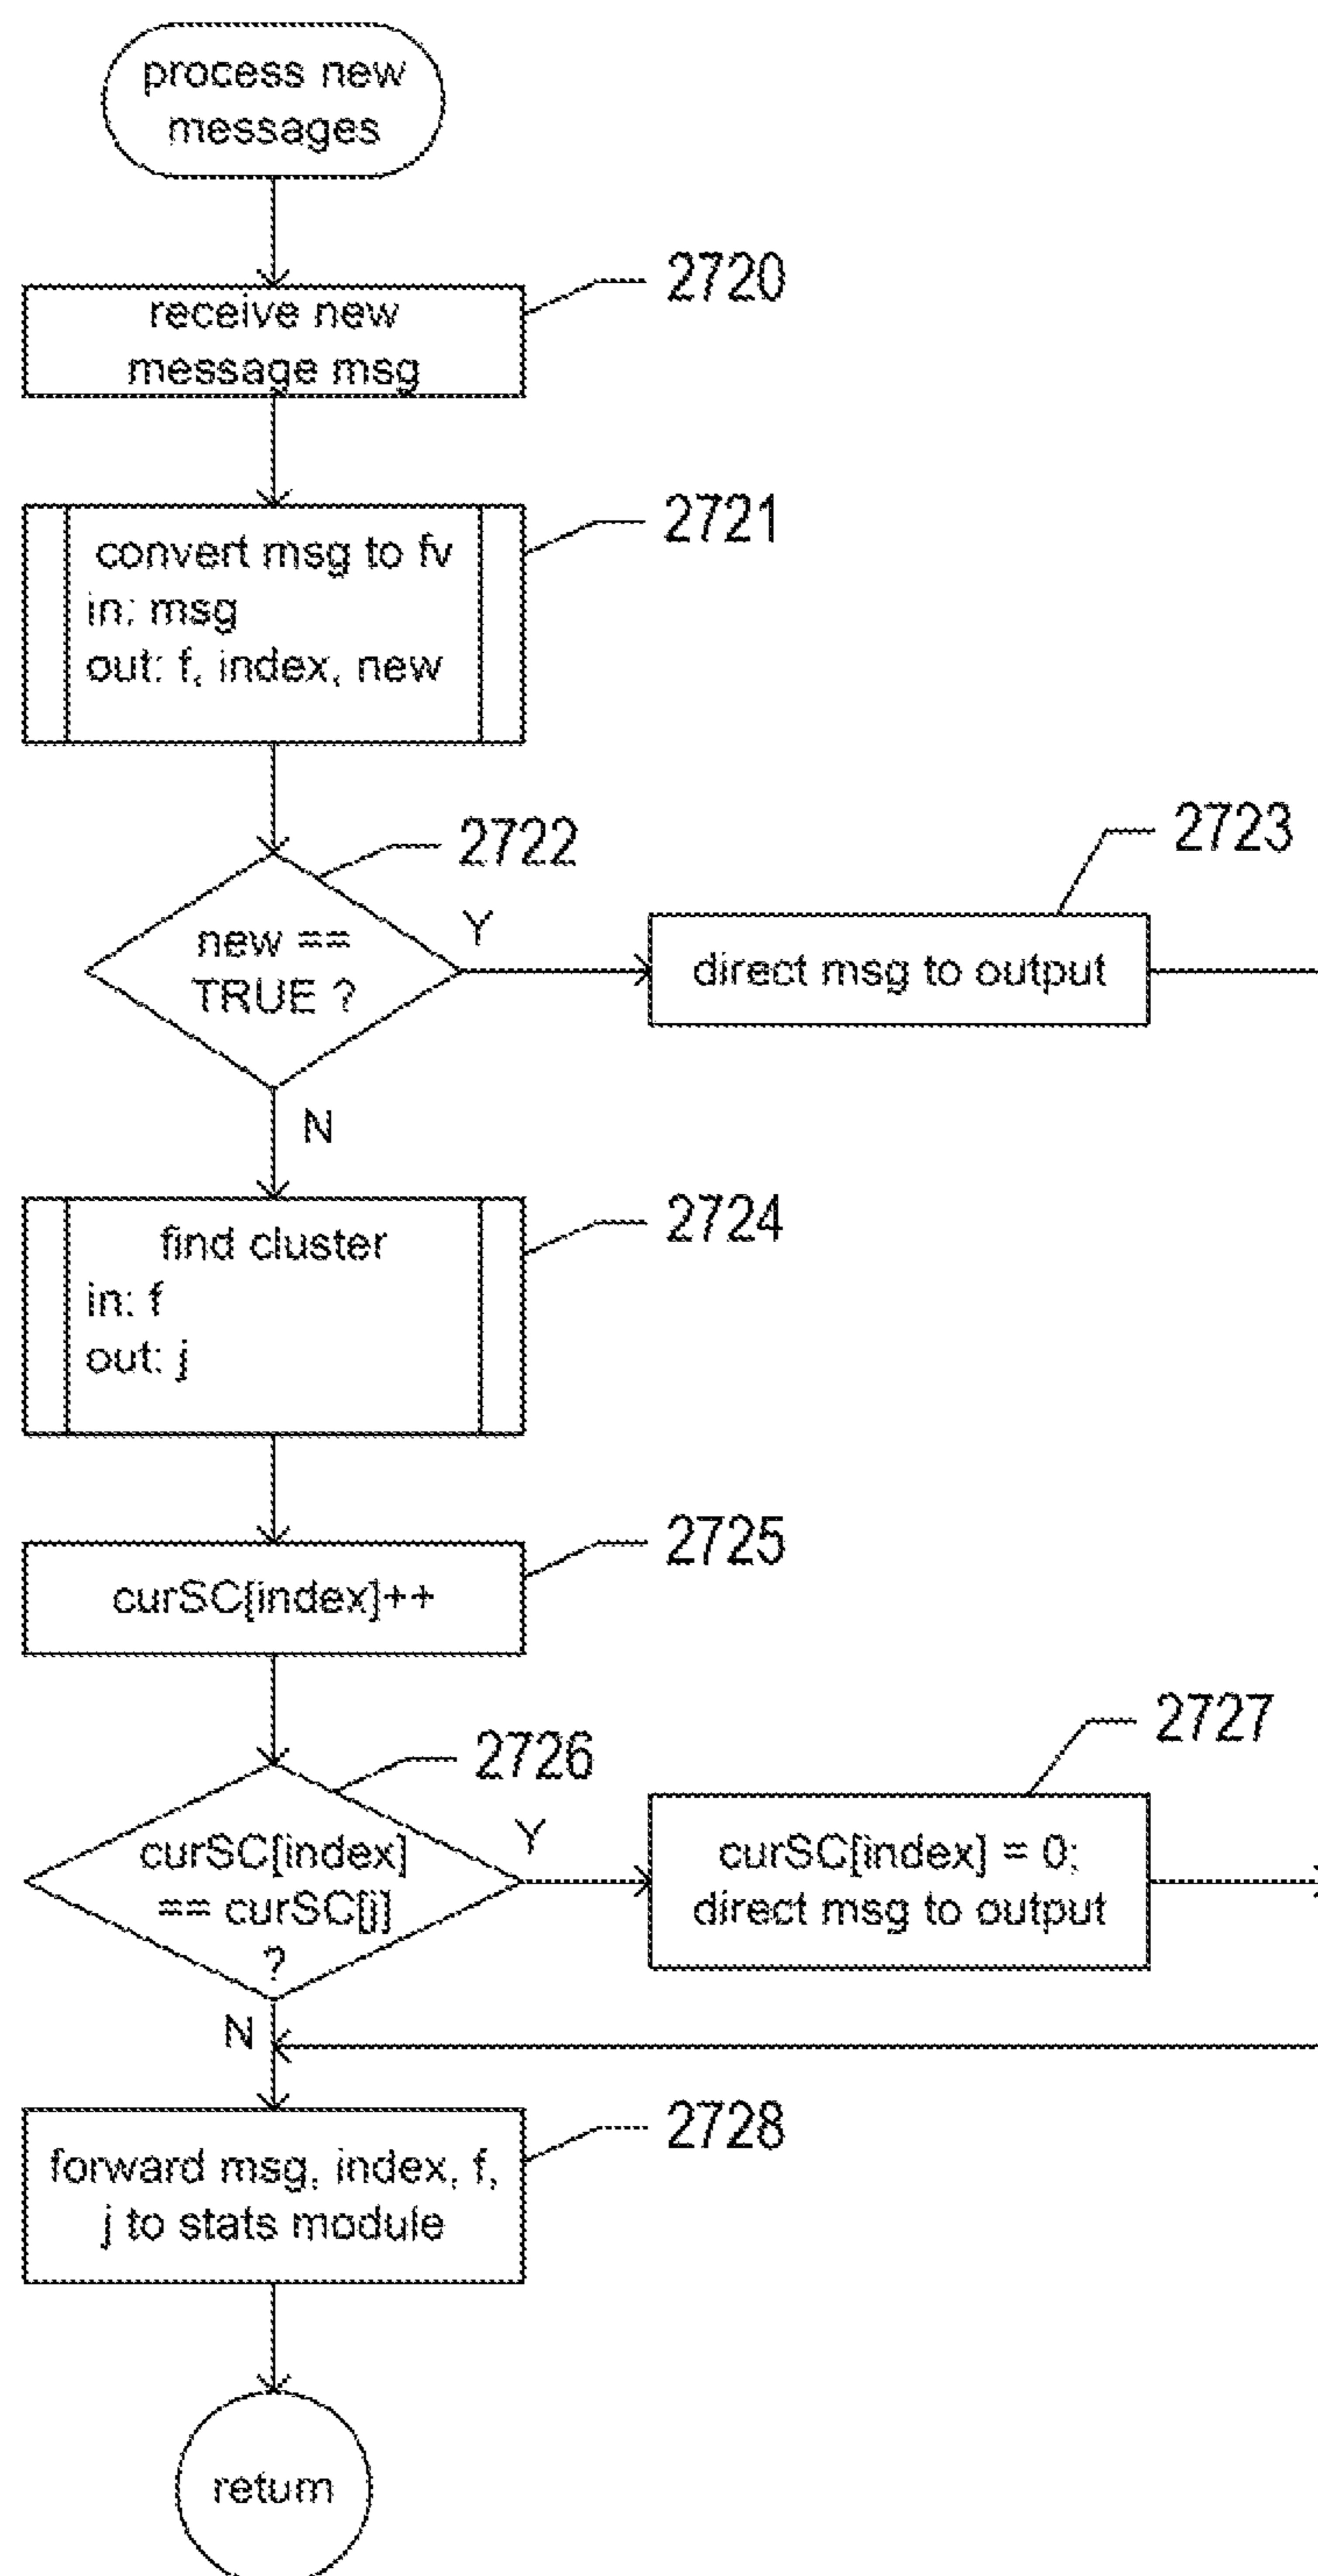 process new
messages
2720
receive new
message msg
2721
convert msg to fv
in: msg
out: f, index, new
2722
2723
new ==
TRUE ?
Y
direct msg to output
N
2724
find cluster
in: f
out: j
2725
curSC[index]++
2726
2727
curSC[index]
== curSC[j]
?
Y
curSC[index] = 0;
direct msg to output
N
2728
forward msg, index, f,
j to stats module
return